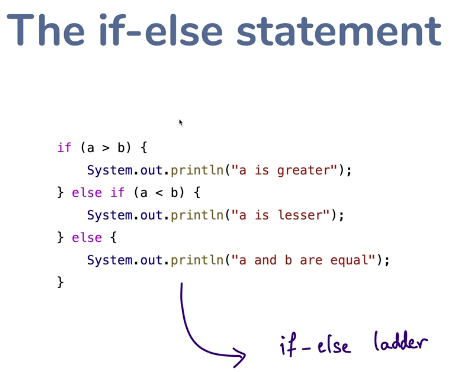 The if-else statement
if (a > b) {
    System.out.println("a is greater");
} else if (a < b) {
    System.out.println("a is lesser");
} else {
    System.out.println("a and b are equal");
}
if-else ladder